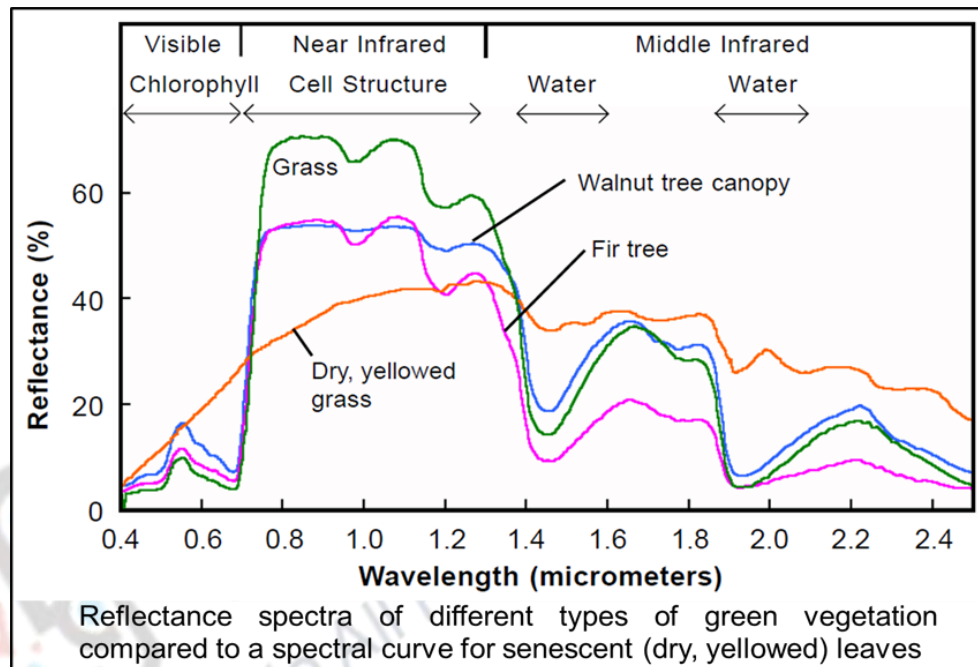 Visible Near Infrared Middle Infrared
Chlorophyll Cell Structure Water Water
Grass
Walnut tree canopy
Fir tree
Dry, yellowed
grass
Reflectance (%)
60
40
20
0
0.4 0.6 0.8 1.0 1.2 1.4 1.6 1.8 2.0 2.2 2.4
Wavelength (micrometers)
Reflectance spectra of different types of green vegetation
compared to a spectral curve for senescent (dry, yellowed) leaves